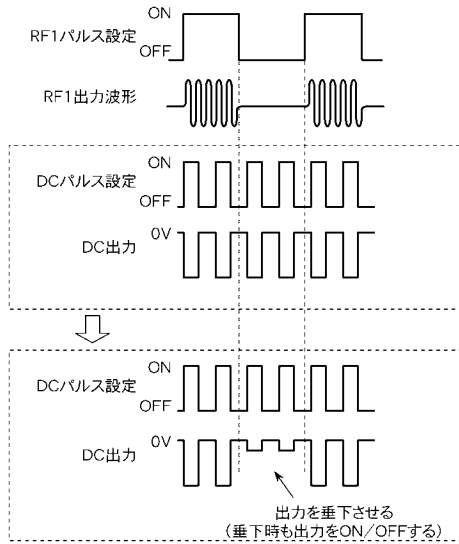 ON
RF1パルス設定
OFF
RF1出力波形
ON
DCパルス設定
OFF
0V
DC出力
ON
DCパルス設定
OFF
0V
DC出力
出力を垂下させる
(垂下時も出力をON/OFFする)